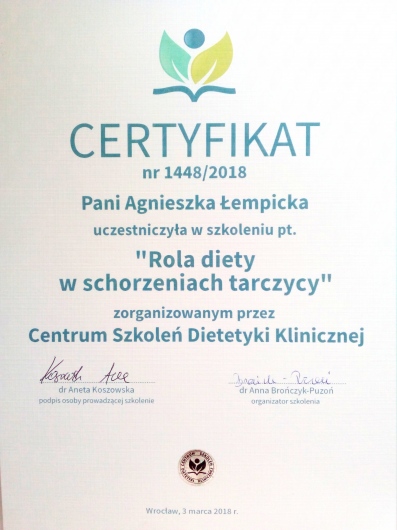 CERTYFIKAT
nr 1448/2018
Pani Agnieszka Łempicka
uczestniczyła w szkoleniu pt.
"Rola diety
w schorzeniach tarczycy"
zorganizowanym przez
Centrum Szkoleń Dietetyki Klinicznej
dr Aneta Koszowska
podpis osoby prowadzącej szkolenie
dr Anna Brończyk-Puzoń
organizator szkolenia
Wrocław, 3 marca 2018 r.